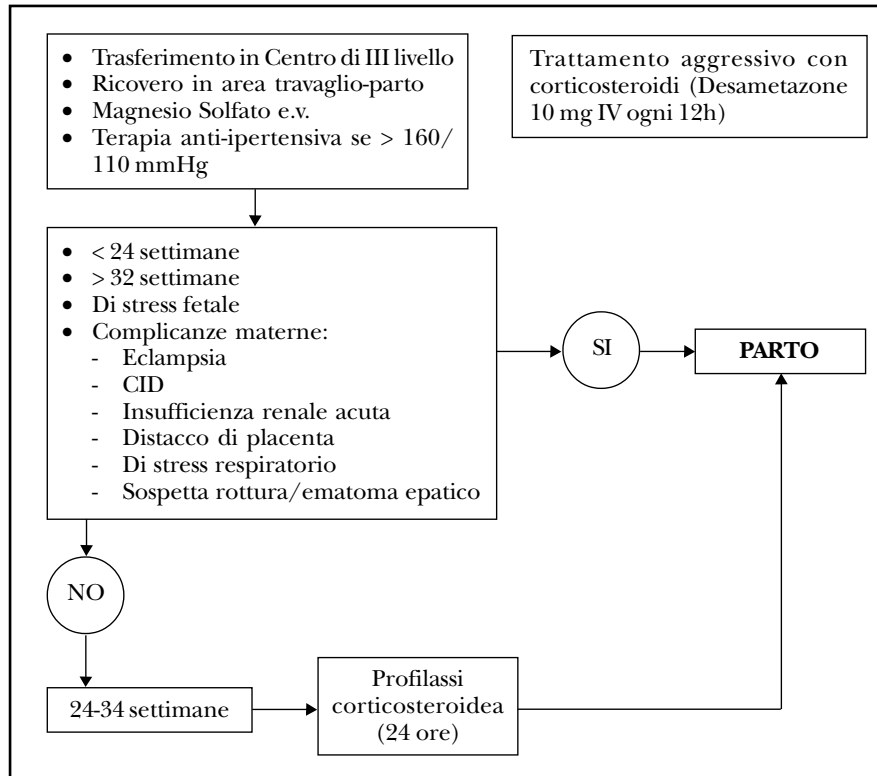 • Trasferimento in Centro di III livello
• Ricovero in area travaglio-parto
• Magnesio Solfato e.v.
• Terapia anti-ipertensiva se > 160/
110 mmHg
Trattamento aggressivo con
corticosteroidi (Desametazone
10 mg IV ogni 12h)
• < 24 settimane
• > 32 settimane
• Di stress fetale
• Complicanze materne:
- Eclampsia
- CID
- Insufficienza renale acuta
- Distacco di placenta
- Di stress respiratorio
- Sospetta rottura/ematoma epatico
SI
PARTO
NO
24-34 settimane
Profilassi
corticosteroidea
(24 ore)